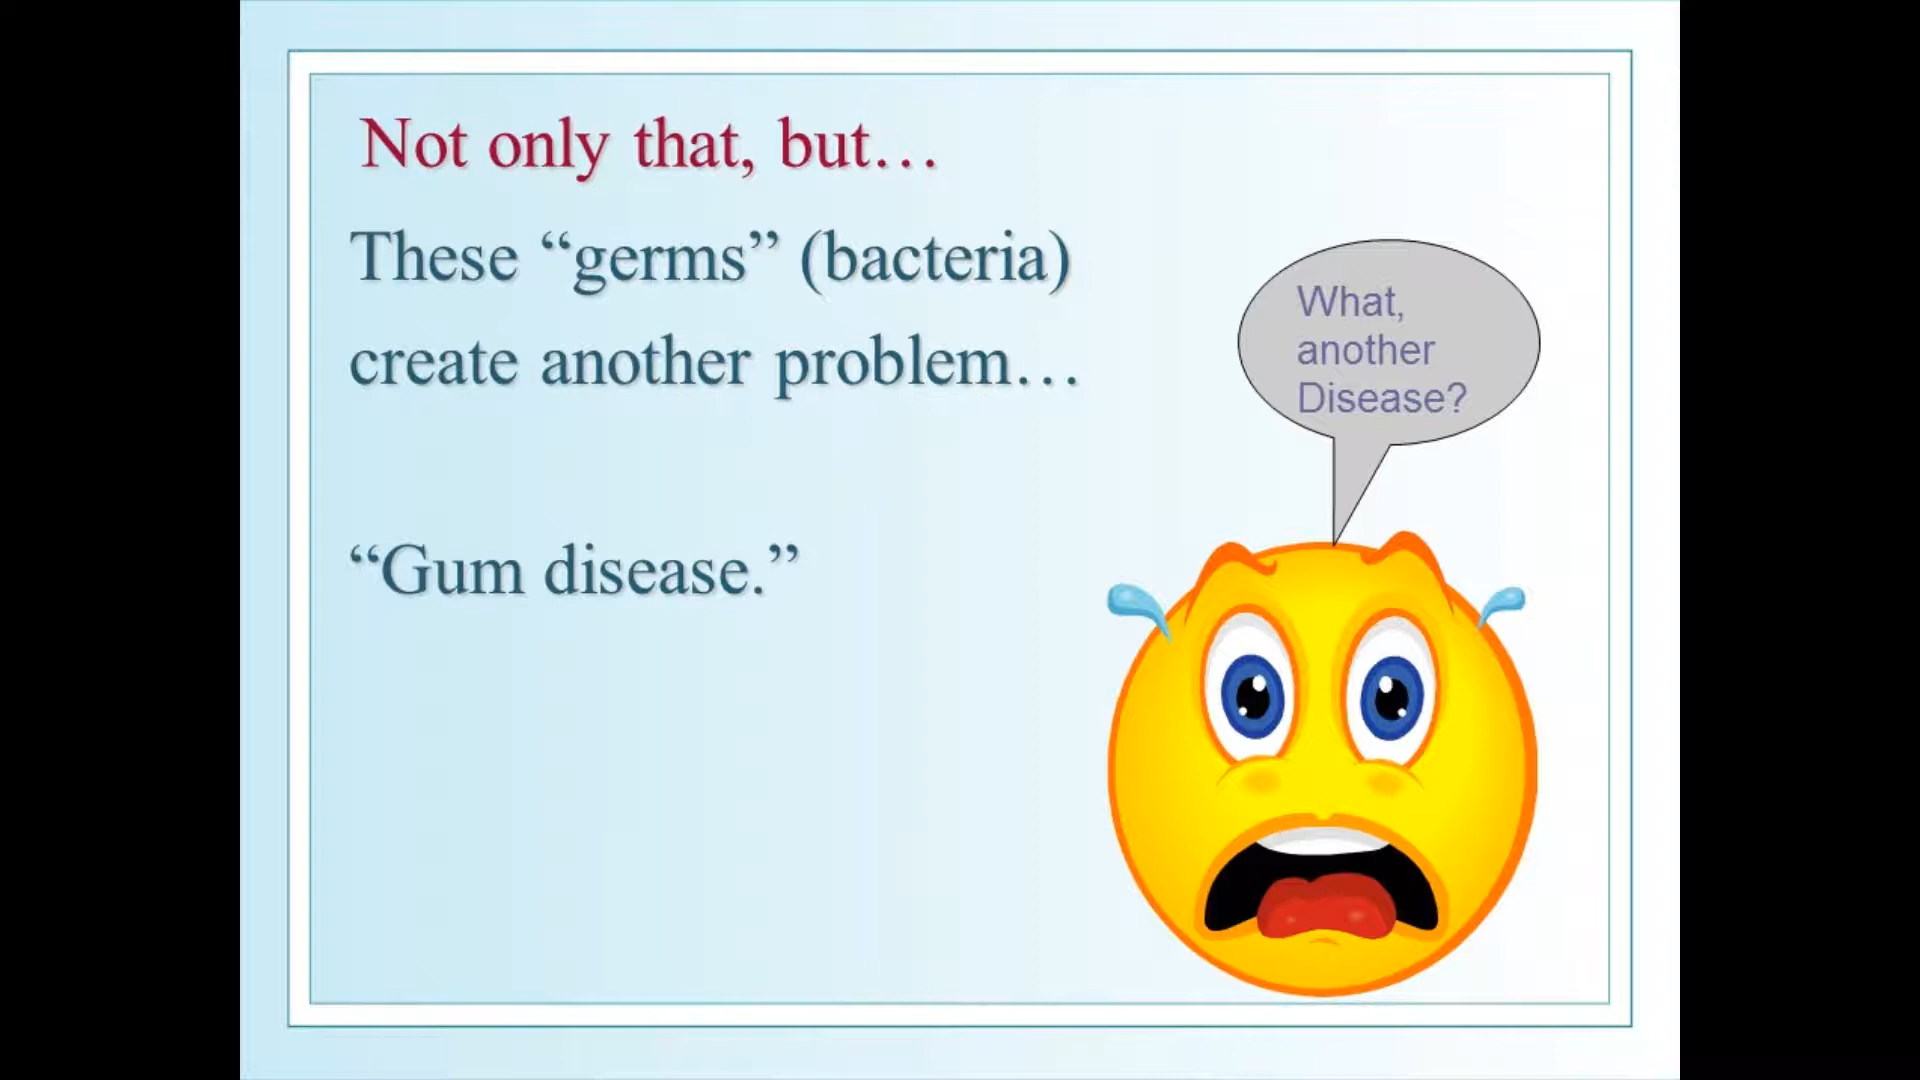 Not only that, but…
These “germs” (bacteria)
create another problem…
“Gum disease.”
What,
another
Disease?